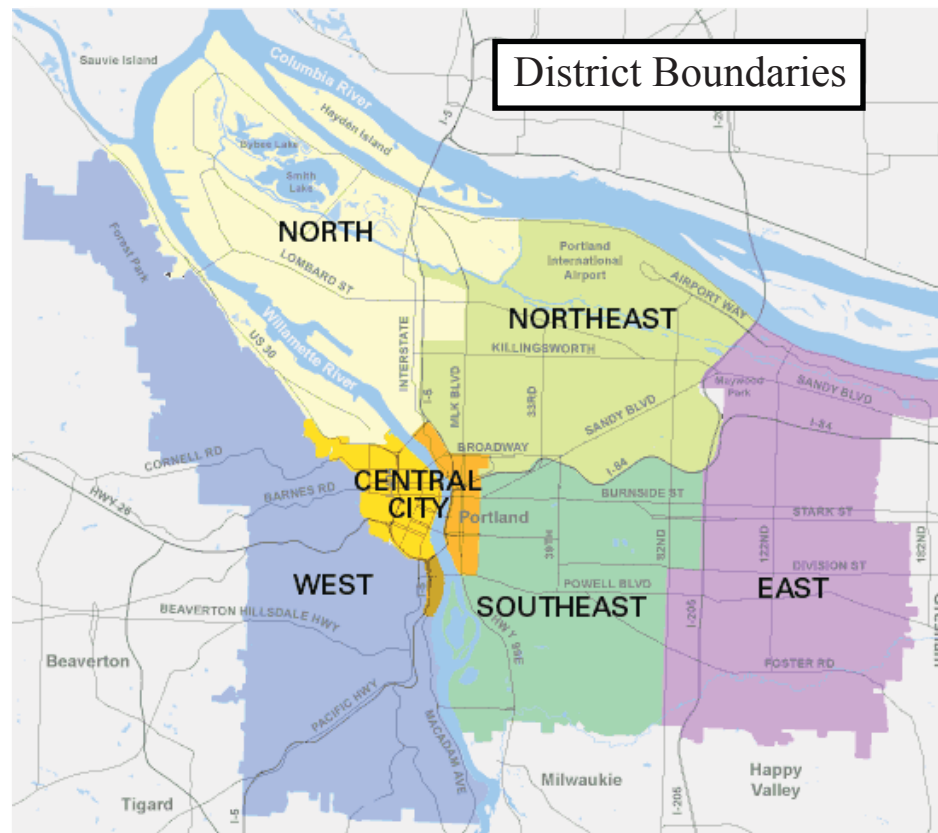 District Boundaries
Sauvie Island
Columbia River
Hayden Island
I-5
Bybee Lake
Smith
Lake
Forest Park
NORTH
LOMBARD ST
Portland
International
Airport
AIRPORT WAY
NORTHEAST
KILLINGSWORTH
INTERSTATE
Willamette River
US 30
I-5
MLK BLVD
33RD
SANDY BLVD
Maywood
Park
SANDY BLVD
I-84
BROADWAY
I-84
CORNELL RD
BARNES RD
HWY 26
CENTRAL
CITY
Portland
BURNSIDE ST
STARK ST
39TH
82ND
122ND
182ND
DIVISION ST
WEST
I-5
POWELL BLVD
SOUTHEAST
EAST
BEAVERTON HILLSDALE HWY
HWY 99E
I-205
FOSTER RD
Beaverton
PACIFIC HWY
MACADAM AVE
Milwaukie
Happy
Valley
Tigard
I-5
I-205